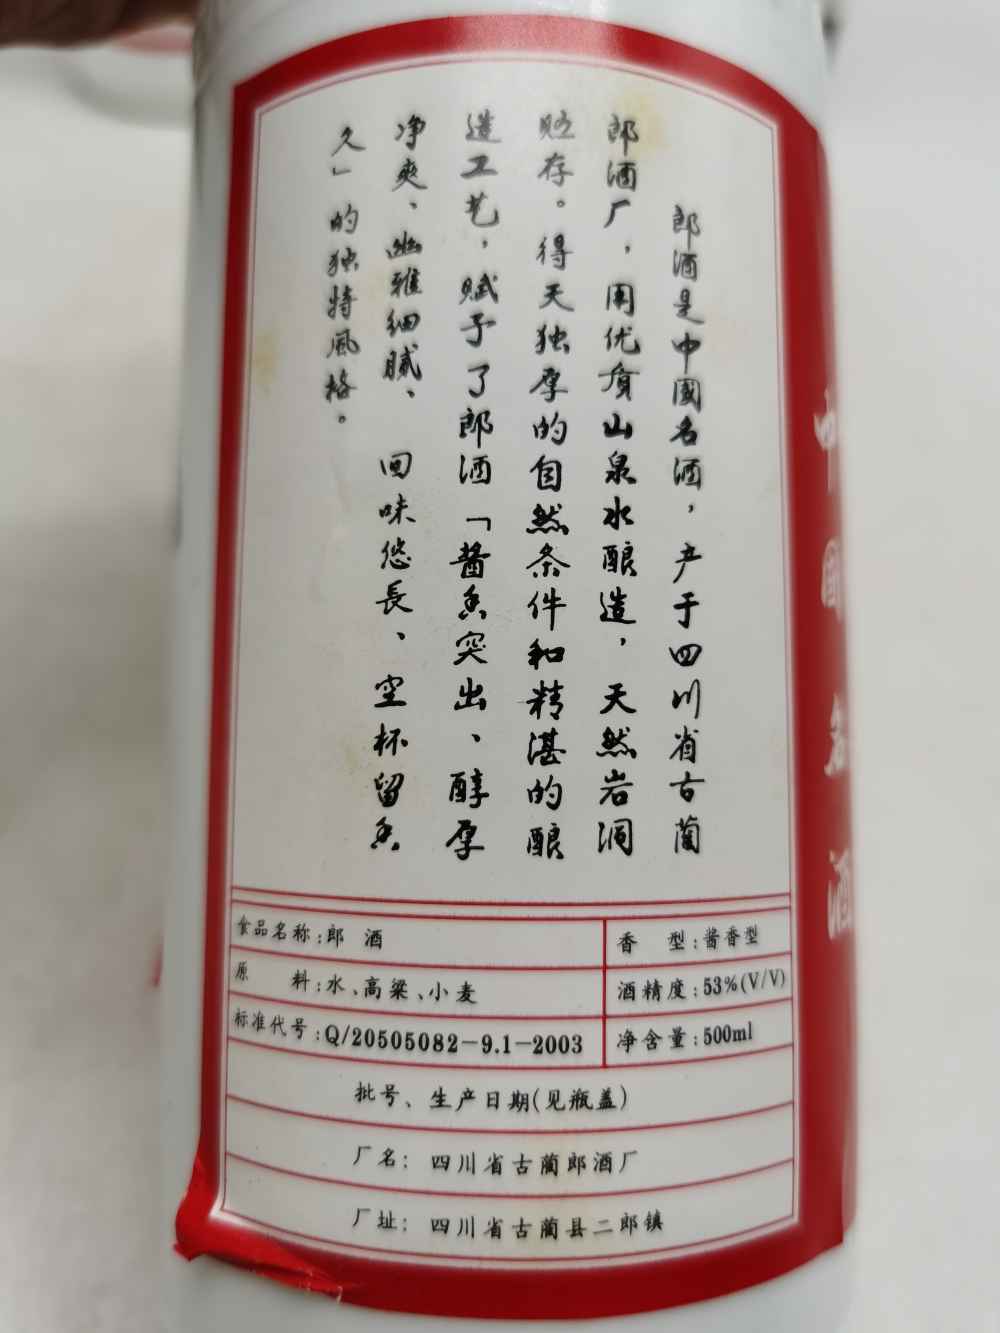 郎酒是中國名酒，产于四川省古蔺
郎酒厂，用优质山泉水酿造，天然岩洞
贮存。得天独厚的自然条件和精湛的酿
造工艺，赋予了郎酒「酱香突出、醇厚
净爽、幽雅细腻、回味悠長、空杯留香
久」的独特風格。
食品名称:郎 酒
香 型:酱香型
原 料:水、高粱、小麦
酒精度:53%(V/V)
标准代号:Q/20505082-9.1-2003
净含量:500ml
批号、生产日期(见瓶盖)
厂名: 四川省古蔺郎酒厂
厂址: 四川省古蔺县二郎镇
中國名酒